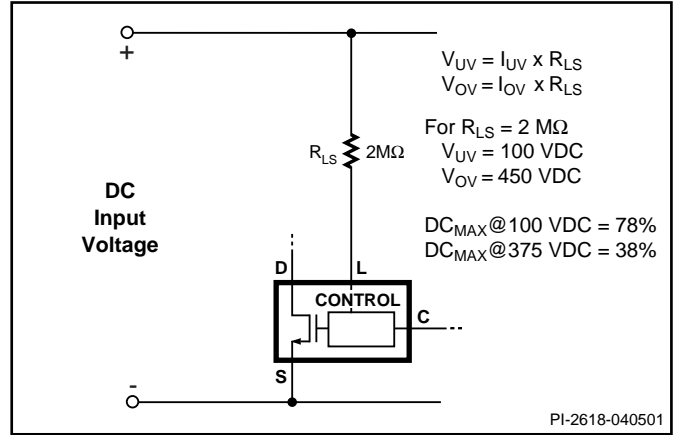 +
V_UV = I_UV x R_LS
V_OV = I_OV x R_LS
For R_LS = 2 MΩ
V_UV = 100 VDC
V_OV = 450 VDC
R_LS 2MΩ
DC
Input
Voltage
DC_MAX@100 VDC = 78%
DC_MAX@375 VDC = 38%
D L
CONTROL
C
S
-
PI-2618-040501